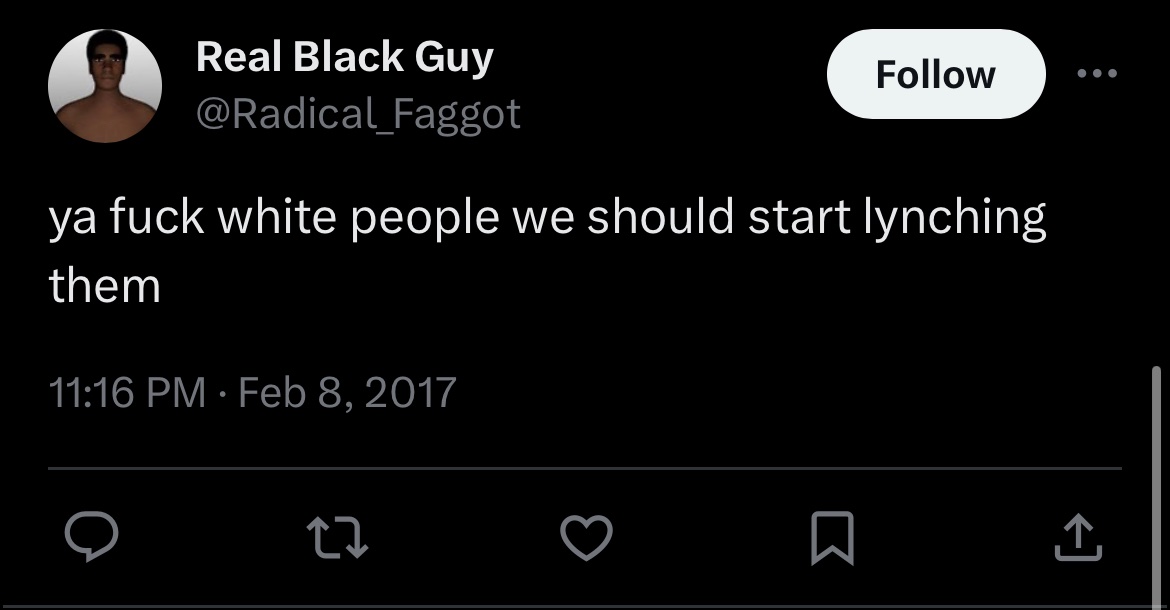 Real Black Guy
@Radical_Faggot
Follow
ya fuck white people we should start lynching
them
11:16 PM · Feb 8, 2017